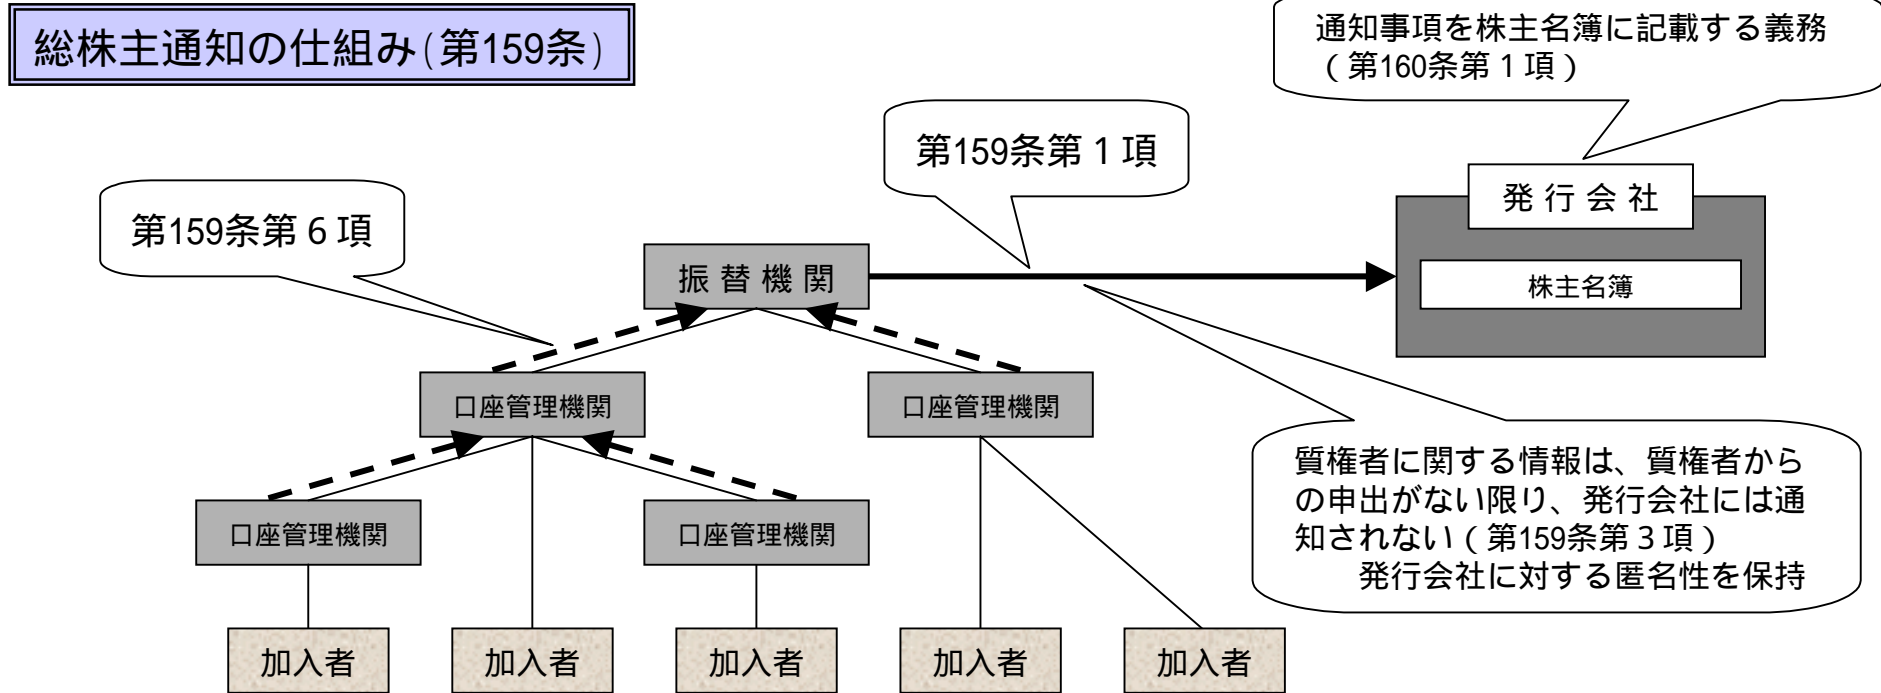 総株主通知の仕組み（第159条）
通知事項を株主名簿に記載する義務
（第160条第１項）
第159条第１項
第159条第６項
発行会社
振替機関
株主名簿
口座管理機関
口座管理機関
質権者に関する情報は、質権者から
の申出がない限り、発行会社には通
知されない（第159条第３項）
発行会社に対する匿名性を保持
口座管理機関
口座管理機関
加入者
加入者
加入者
加入者
加入者